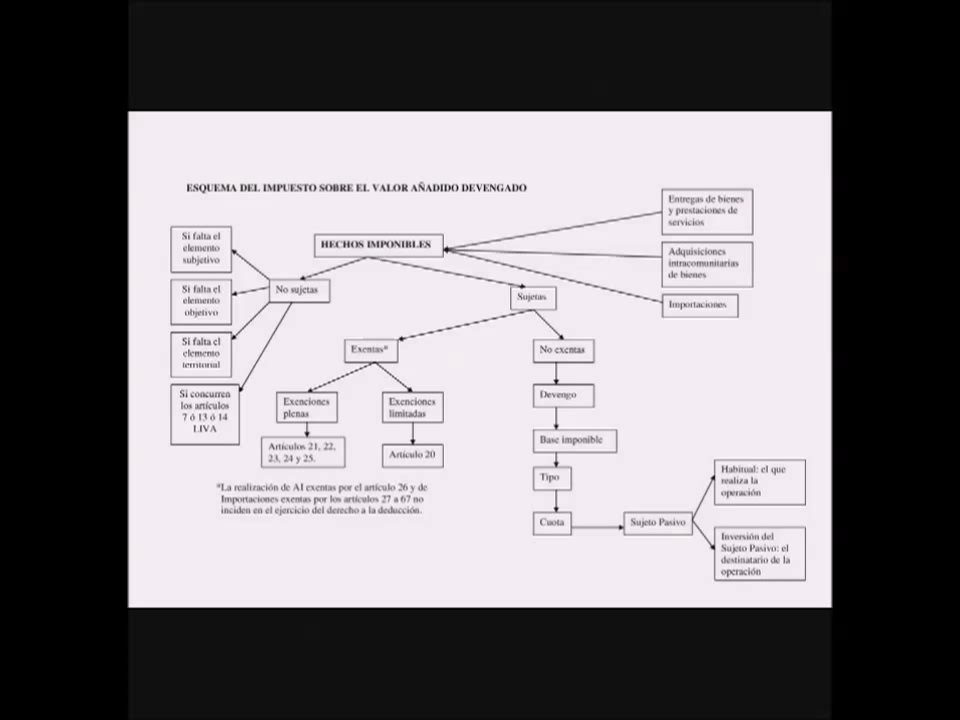 ESQUEMA DEL IMPUESTO SOBRE EL VALOR AÑADIDO DEVENGADO
Entregas de bienes
y prestaciones de
servicios
Adquisiciones
intracomunitarias
de bienes
Importaciones
HECHOS IMPONIBLES
Si falta el
elemento
subjetivo
Si falta el
elemento
objetivo
Si falta el
elemento
territorial
Si concurren
los artículos
7 ó 13 ó 14
LIVA
No sujetas
Sujetas
Exentas*
No exentas
Exenciones
plenas
Exenciones
limitadas
Artículos 21, 22,
23, 24 y 25.
Artículo 20
*La realización de AI exentas por el artículo 26 y de
Importaciones exentas por los artículos 27 a 67 no
inciden en el ejercicio del derecho a la deducción.
Devengo
Base imponible
Tipo
Cuota
Sujeto Pasivo
Habitual: el que
realiza la
operación
Inversión del
Sujeto Pasivo: el
destinatario de la
operación